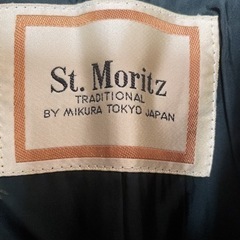 St. Moritz
TRADITIONAL
BY MIKURA TOKYO JAPAN